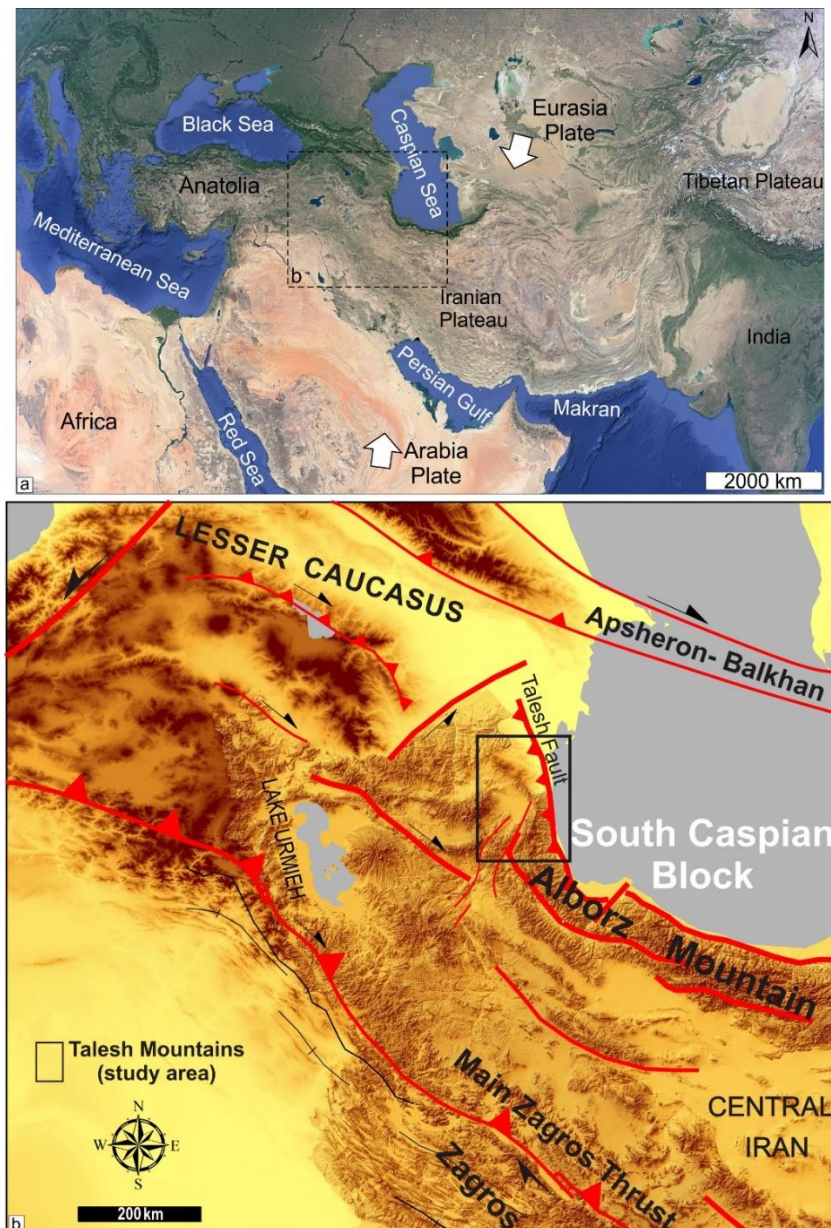 N
Black Sea
Caspian Sea
Eurasia
Plate
Anatolia
Tibetan Plateau
Mediterranean Sea
b
Iranian
Plateau
India
Persian Gulf
Makran
Africa
Red Sea
Arabia
Plate
2000 km
a
LESSER CAUCASUS
Apsheron- Balkhan
Talesh Fault
LAKE URMIEH
South Caspian
Block
Alborz Mountain
Talesh Mountains
(study area)
Main Zagros Thrust
CENTRAL
IRAN
N
W E
S
Zagros
200 km
b